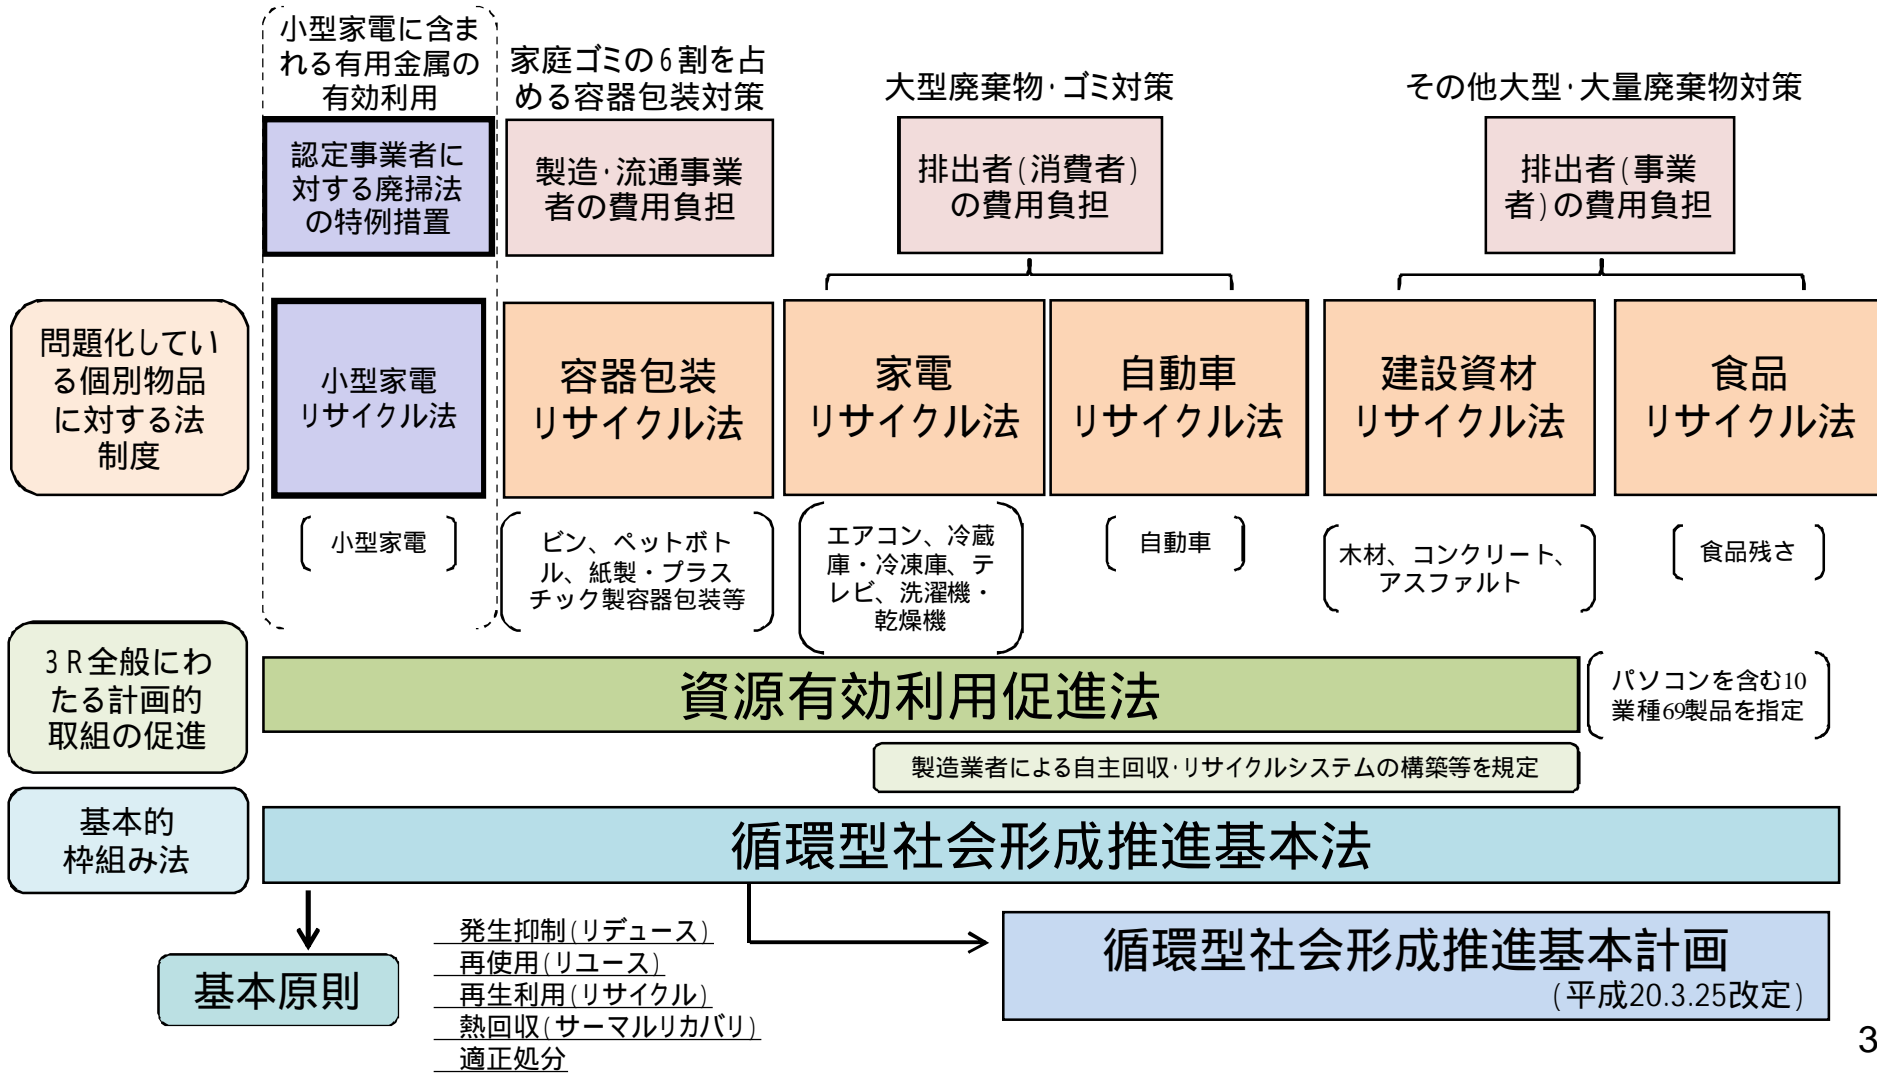 小型家電に含ま
れる有用金属の
有効利用
家庭ゴミの6割を占
める容器包装対策
大型廃棄物・ゴミ対策
その他大型・大量廃棄物対策
認定事業者に
対する廃掃法
の特例措置
製造・流通事業
者の費用負担
排出者(消費者)
の費用負担
排出者(事業
者)の費用負担
問題化してい
る個別物品
に対する法
制度
小型家電
リサイクル法
容器包装
リサイクル法
家電
リサイクル法
自動車
リサイクル法
建設資材
リサイクル法
食品
リサイクル法
小型家電
ビン、ペットボト
ル、紙製・プラス
チック製容器包装等
エアコン、冷蔵
庫・冷凍庫、テ
レビ、洗濯機・
乾燥機
自動車
木材、コンクリート、
アスファルト
食品残さ
3R全般にわ
たる計画的
取組の促進
資源有効利用促進法
パソコンを含む10
業種69製品を指定
製造業者による自主回収・リサイクルシステムの構築等を規定
基本的
枠組み法
循環型社会形成推進基本法
基本原則
発生抑制(リデュース)
再使用(リユース)
再生利用(リサイクル)
熱回収(サーマルリカバリ)
適正処分
循環型社会形成推進基本計画
(平成20.3.25改定)
3